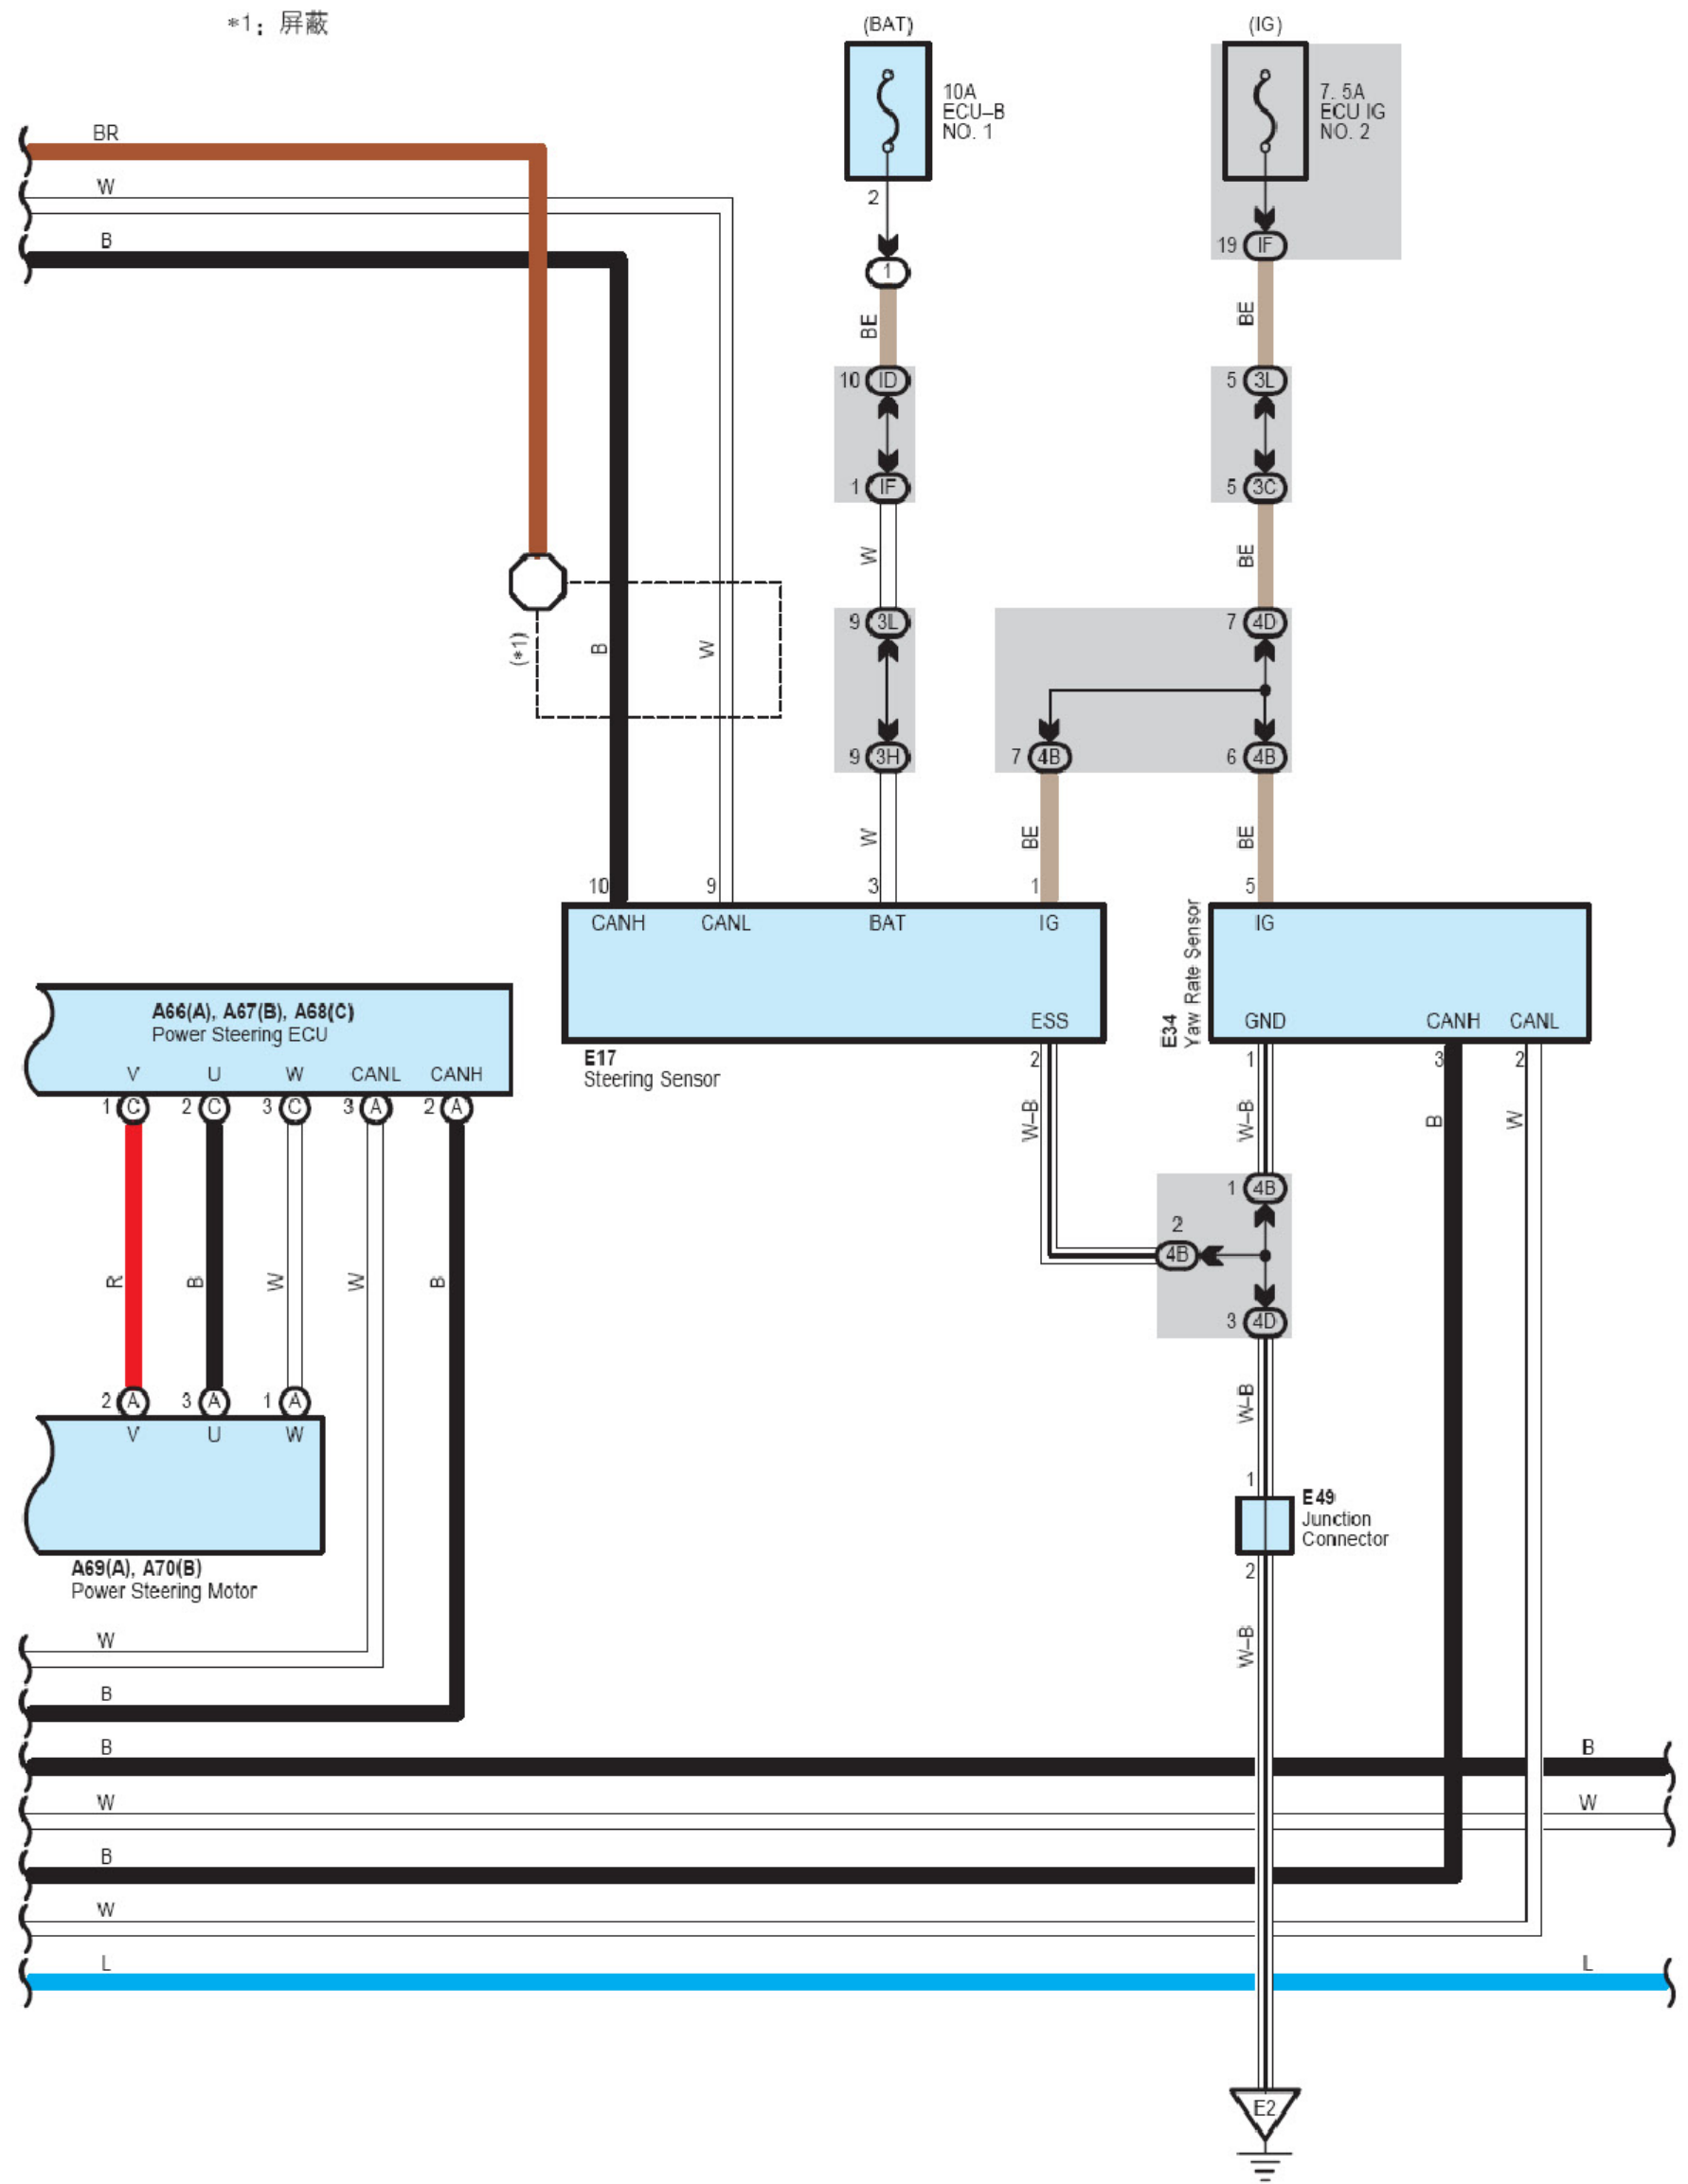 *1: 屏蔽
(BAT)
(IG)
10A
ECU–B
NO. 1
7. 5A
ECU IG
NO. 2
BR
W
B
2
19 IF
1
BE
BE
10 ID
5 3L
1 IF
5 3C
W
BE
9 3L
7 4D
(*1)
B
W
9 3H
7 4B
6 4B
W
BE
BE
10
9
3
1
5
CANH
CANL
BAT
IG
IG
ESS
GND
CANH
CANL
E17
Steering Sensor
E34
Yaw Rate Sensor
A66(A), A67(B), A68(C)
Power Steering ECU
V
U
W
CANL
CANH
1 C
2 C
3 C
3 A
2 A
2
1
3
2
W–B
W–B
B
W
1 4B
2
4B
3 4D
R
B
W
W
B
2 A
3 A
1 A
V
U
W
A69(A), A70(B)
Power Steering Motor
W–B
1
E49
Junction
Connector
2
W–B
W
B
B
B
W
W
B
W
L
L
E2